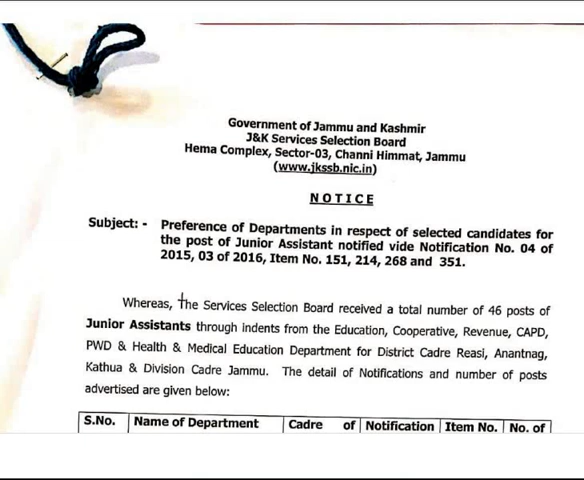 Government of Jammu and Kashmir
J&K Services Selection Board
Hema Complex, Sector-03, Channi Himmat, Jammu
(www.jkssb.nic.in)
NOTICE
Subject: - Preference of Departments in respect of selected candidates for
the post of Junior Assistant notified vide Notification No. 04 of
2015, 03 of 2016, Item No. 151, 214, 268 and 351.
Whereas, the Services Selection Board received a total number of 46 posts of
Junior Assistants through indents from the Education, Cooperative, Revenue, CAPD,
PWD & Health & Medical Education Department for District Cadre Reasi, Anantnag,
Kathua & Division Cadre Jammu. The detail of Notifications and number of posts
advertised are given below:
S.No. Name of Department Cadre of Notification Item No. No. of